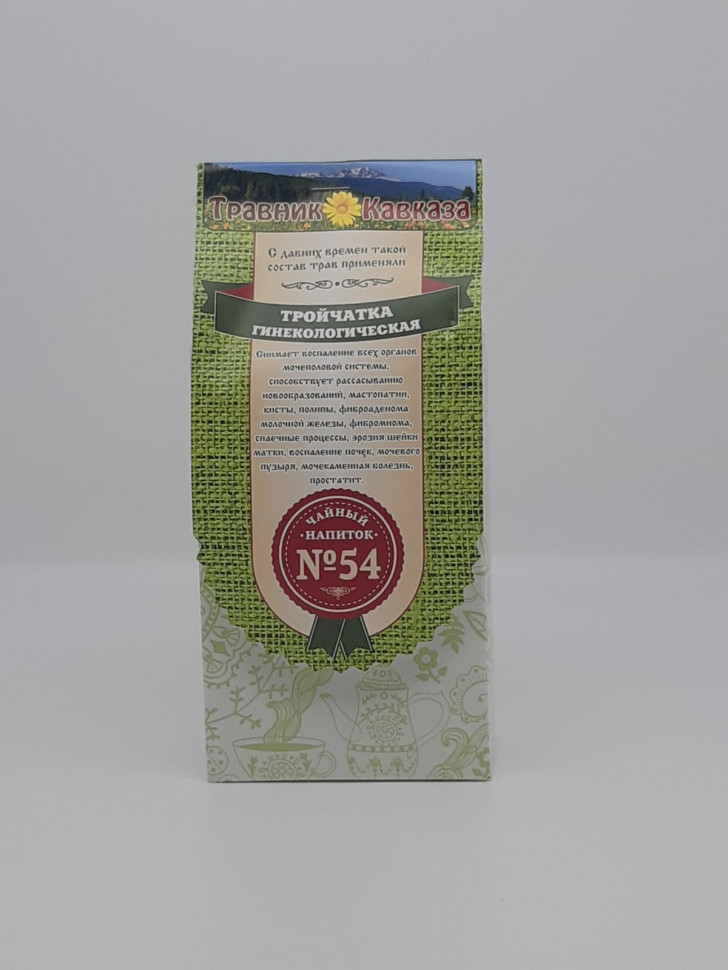 Травник Кавказа
С давних времен такой
состав трав применяли
ТРОЙЧАТКА
ГИНЕКОЛОГИЧЕСКАЯ
Снимает воспаление всех органов
мочеполовой системы,
способствует рассасыванию
новообразований, мастопатии,
кисты, полипы, фиброаденома
молочной железы, фибромиома,
спаечные процессы, эрозия шейки
матки, воспаление почек, мочевого
пузыря, мочекаменная болезнь,
простатит.
ЧАЙНЫЙ
·НАПИТОК·
№54